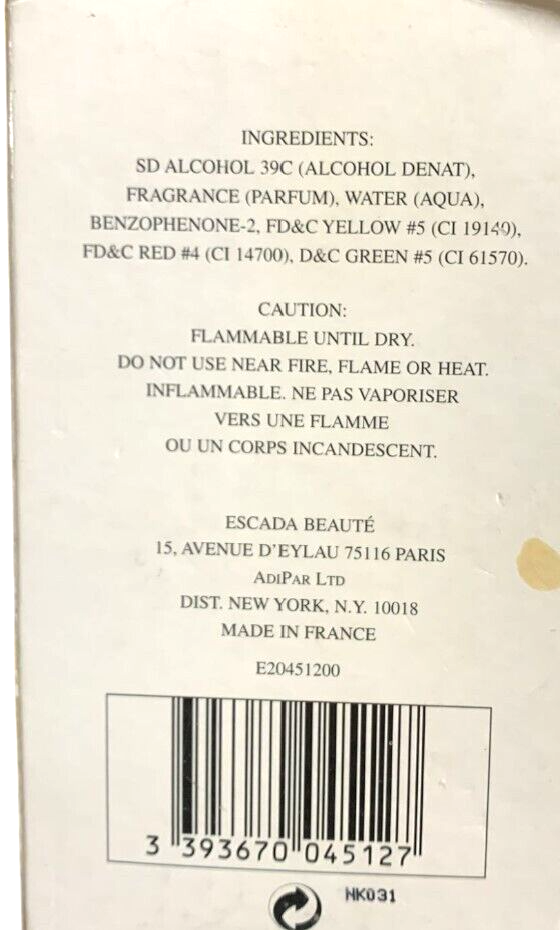 INGREDIENTS:
SD ALCOHOL 39C (ALCOHOL DENAT),
FRAGRANCE (PARFUM), WATER (AQUA),
BENZOPHENONE-2, FD&C YELLOW #5 (CI 19140),
FD&C RED #4 (CI 14700), D&C GREEN #5 (CI 61570).
CAUTION:
FLAMMABLE UNTIL DRY.
DO NOT USE NEAR FIRE, FLAME OR HEAT.
INFLAMMABLE. NE PAS VAPORISER
VERS UNE FLAMME
OU UN CORPS INCANDESCENT.
ESCADA BEAUTÉ
15, AVENUE D'EYLAU 75116 PARIS
ADIPAR LTD
DIST. NEW YORK, N.Y. 10018
MADE IN FRANCE
E20451200
3 393670 045127
NK031